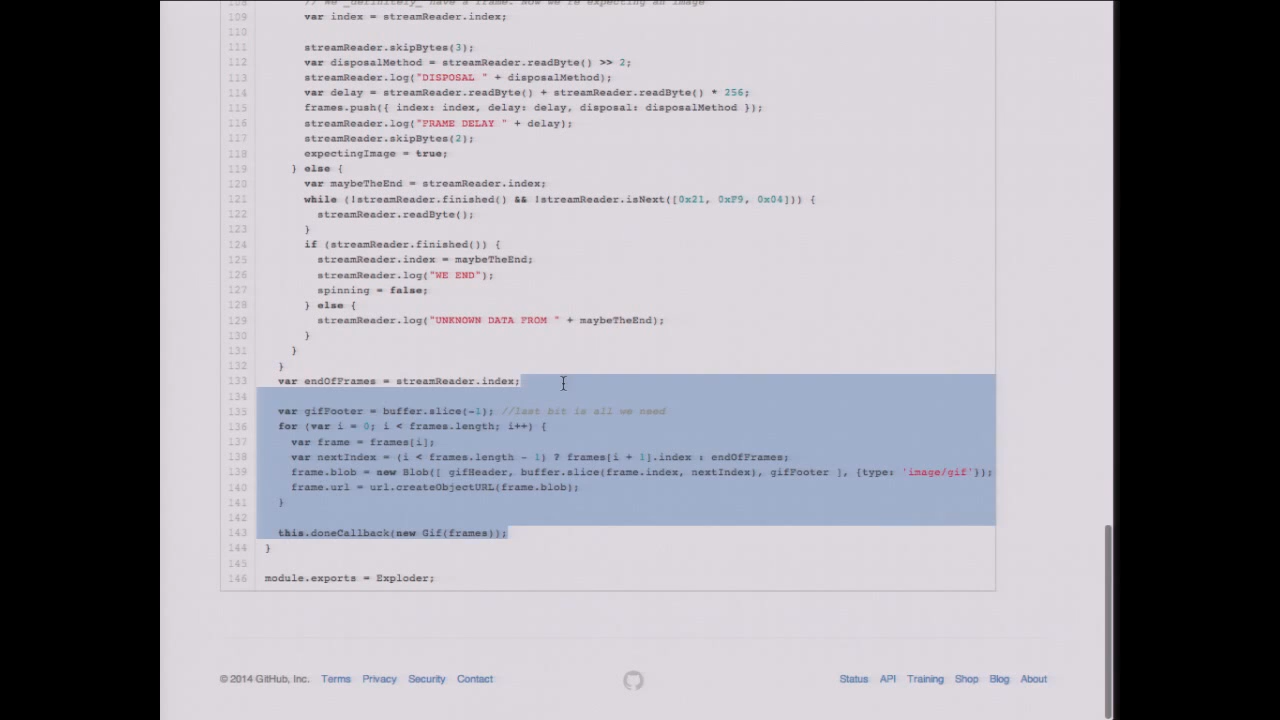 108 // We _definitely_ have a frame. Now we're expecting an image
109 var index = streamReader.index;
110
111 streamReader.skipBytes(3);
112 var disposalMethod = streamReader.readByte() >> 2;
113 streamReader.log("DISPOSAL " + disposalMethod);
114 var delay = streamReader.readByte() + streamReader.readByte() * 256;
115 frames.push({ index: index, delay: delay, disposal: disposalMethod });
116 streamReader.log("FRAME DELAY " + delay);
117 streamReader.skipBytes(2);
118 expectingImage = true;
119 } else {
120 var maybeTheEnd = streamReader.index;
121 while (!streamReader.finished() && !streamReader.isNext([0x21, 0xF9, 0x04])) {
122 streamReader.readByte();
123 }
124 if (streamReader.finished()) {
125 streamReader.index = maybeTheEnd;
126 streamReader.log("WE END");
127 spinning = false;
128 } else {
129 streamReader.log("UNKNOWN DATA FROM " + maybeTheEnd);
130 }
131 }
132 }
133 var endOfFrames = streamReader.index;
134
135 var gifFooter = buffer.slice(-1); //last bit is all we need
136 for (var i = 0; i < frames.length; i++) {
137 var frame = frames[i];
138 var nextIndex = (i < frames.length - 1) ? frames[i + 1].index : endOfFrames;
139 frame.blob = new Blob([ gifHeader, buffer.slice(frame.index, nextIndex), gifFooter ], {type: 'image/gif'});
140 frame.url = url.createObjectURL(frame.blob);
141 }
142
143 this.doneCallback(new Gif(frames));
144 }
145
146 module.exports = Exploder;
© 2014 GitHub, Inc. Terms Privacy Security Contact Status API Training Shop Blog About